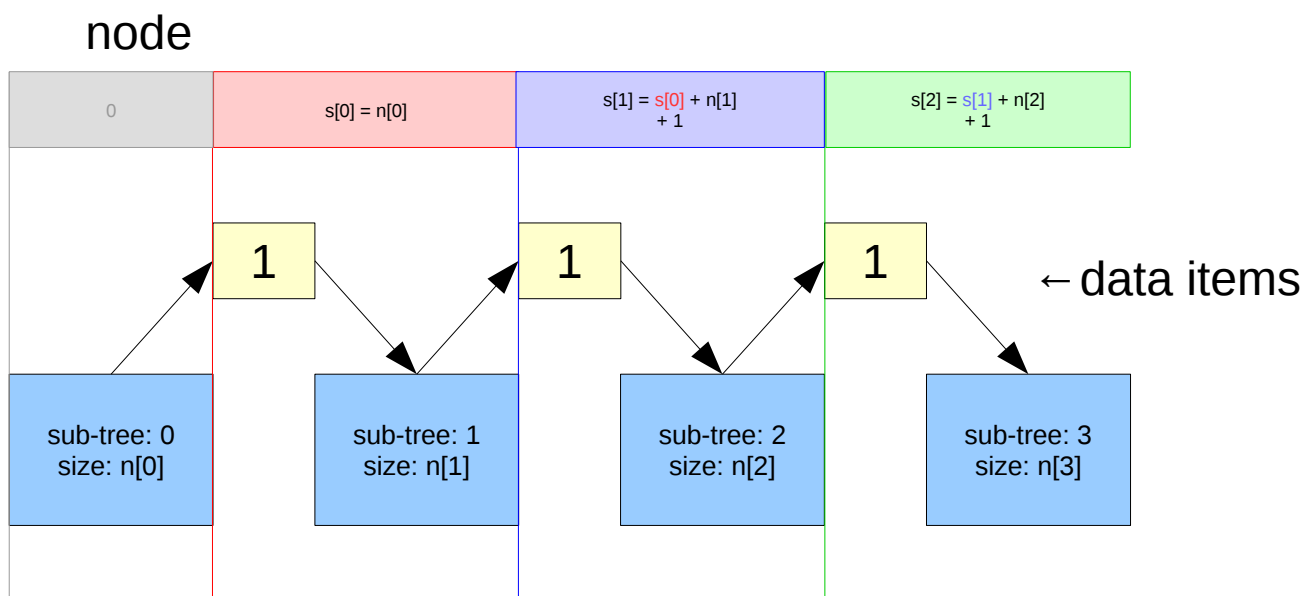 node
0
s[0] = n[0]
s[1] = s[0] + n[1]
+ 1
s[2] = s[1] + n[2]
+ 1
1
1
1
←data items
sub-tree: 0
size: n[0]
sub-tree: 1
size: n[1]
sub-tree: 2
size: n[2]
sub-tree: 3
size: n[3]